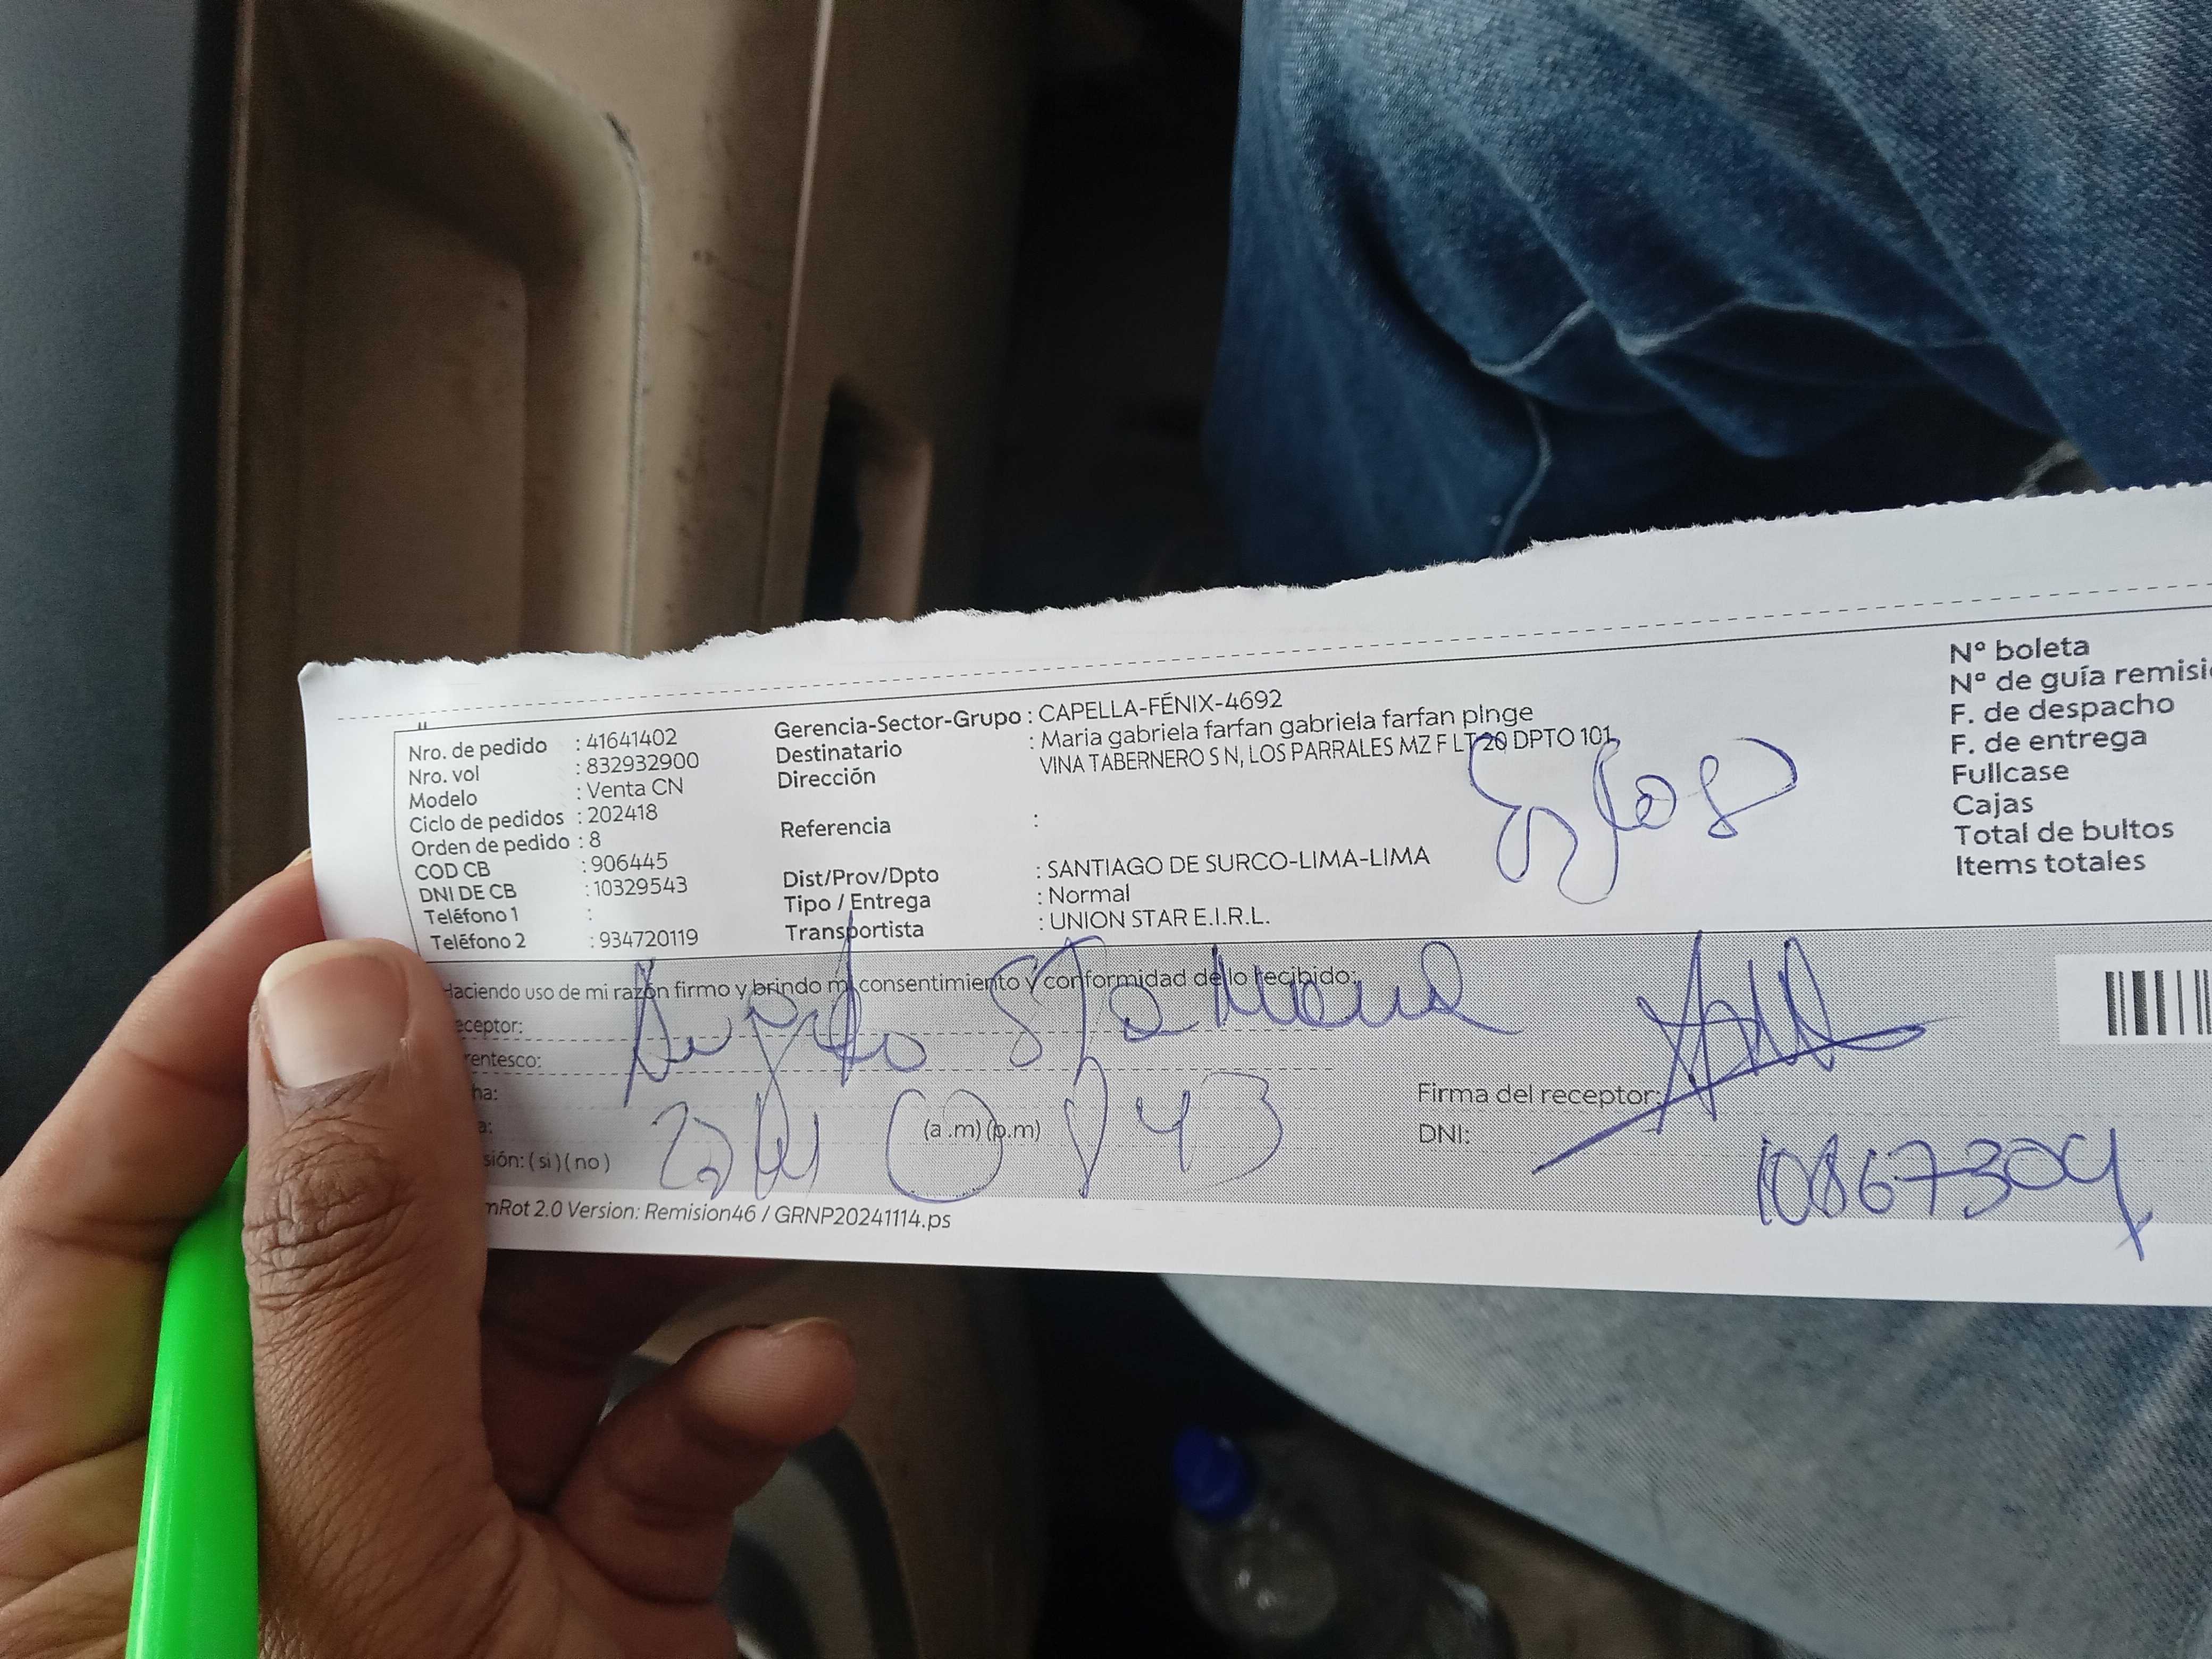 Nro. de pedido : 41641402
Nro. vol : 832932900
Modelo : Venta CN
Ciclo de pedidos : 202418
Orden de pedido : 8
COD CB : 906445
DNI DE CB : 10329543
Teléfono 1 :
Teléfono 2 : 934720119
Gerencia-Sector-Grupo : CAPELLA-FÉNIX-4692
Destinatario : Maria gabriela farfan gabriela farfan plnge
Dirección VINA TABERNERO S N, LOS PARRALES MZ F LT 20 DPTO 101
Referencia :
Dist/Prov/Dpto : SANTIAGO DE SURCO-LIMA-LIMA
Tipo / Entrega : Normal
Transportista : UNION STAR E.I.R.L.
N° boleta
N° de guía remisi
F. de despacho
F. de entrega
Fullcase
Cajas
Total de bultos
Items totales
Haciendo uso de mi razón firmo y brindo mi consentimiento y conformidad de lo recibido:
eceptor:
rentesco:
ha:
a: (a .m) (p.m)
sión: ( si ) ( no )
Firma del receptor:
DNI: 10867304
mRot 2.0 Version: Remision46 / GRNP20241114.ps